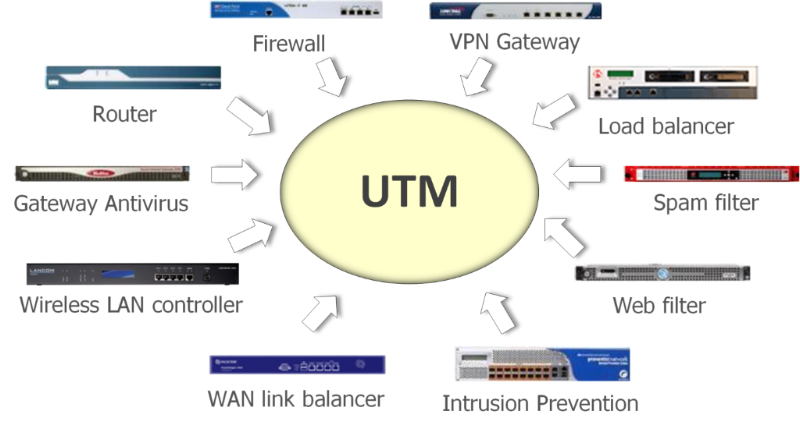 Firewall
VPN Gateway
Router
Load balancer
UTM
Gateway Antivirus
Spam filter
LANCOM
Wireless LAN controller
Web filter
WAN link balancer
Intrusion Prevention